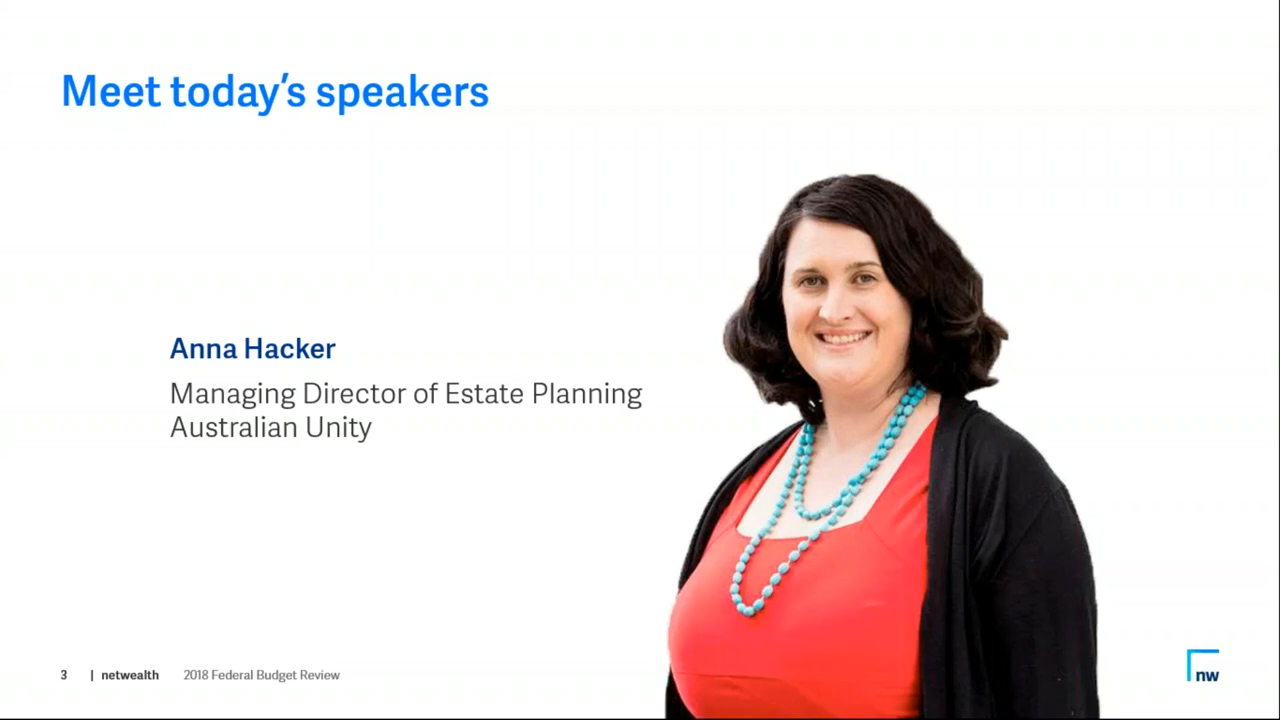 Meet today's speakers
Anna Hacker
Managing Director of Estate Planning
Australian Unity
3 | netwealth 2018 Federal Budget Review
nw